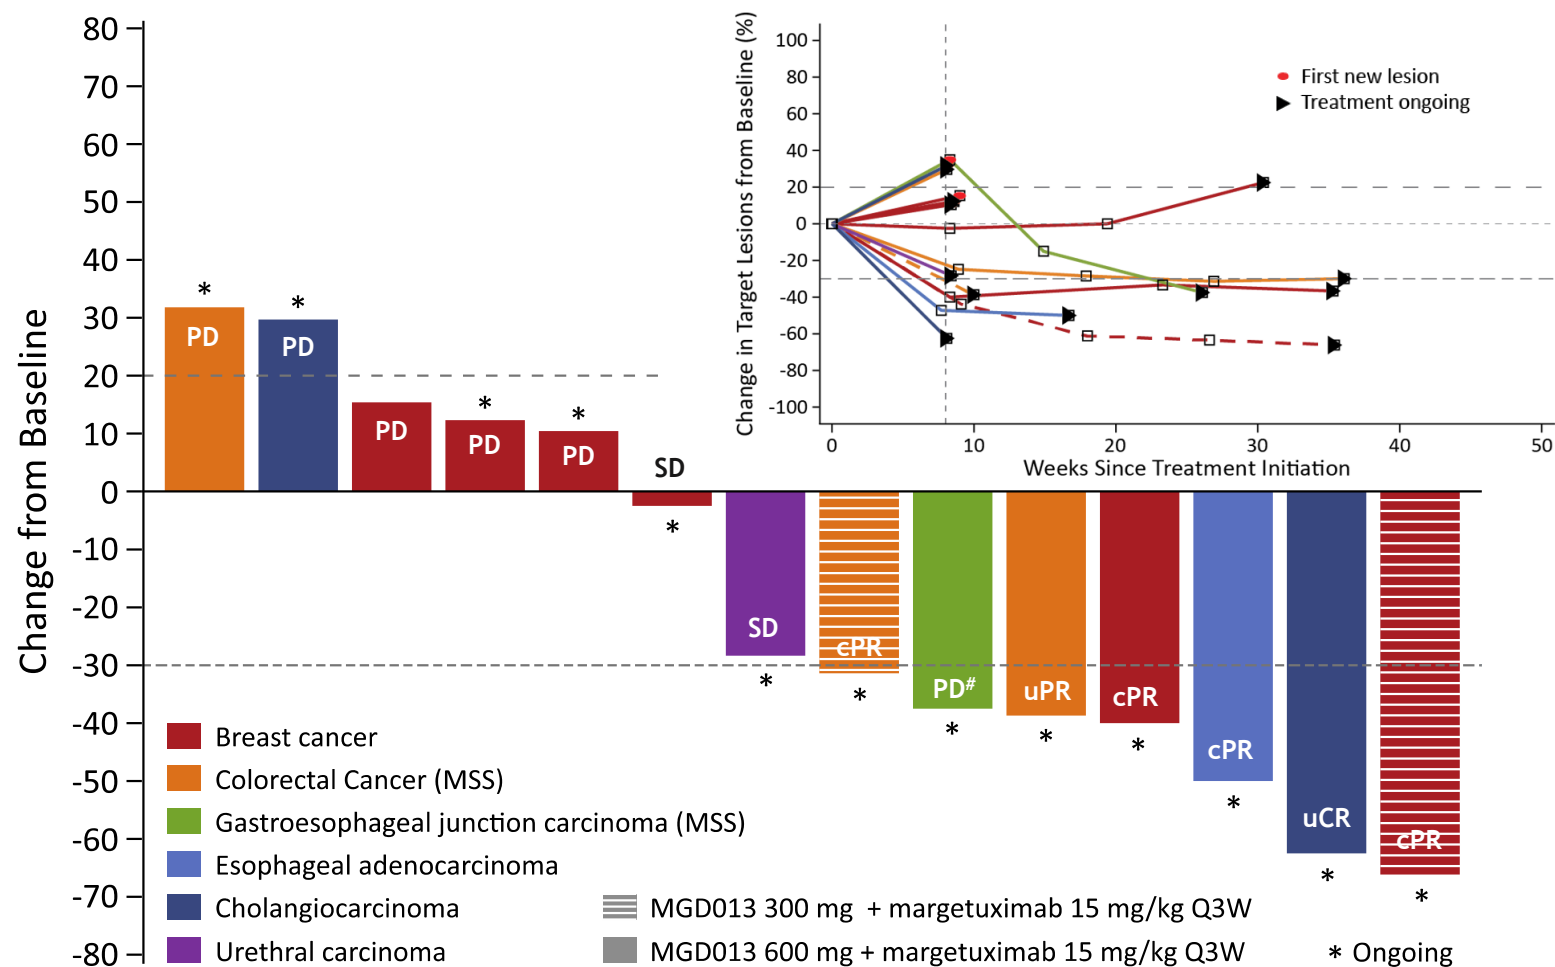 Change from Baseline
80
70
60
50
40
30
20
10
0
-10
-20
-30
-40
-50
-60
-70
-80
* PD
* PD
PD
* PD
* PD
SD *
SD *
cPR *
PD# *
uPR *
cPR *
cPR *
uCR *
cPR *
Breast cancer
Colorectal Cancer (MSS)
Gastroesophageal junction carcinoma (MSS)
Esophageal adenocarcinoma
Cholangiocarcinoma
Urethral carcinoma
MGD013 300 mg + margetuximab 15 mg/kg Q3W
MGD013 600 mg + margetuximab 15 mg/kg Q3W
* Ongoing
Change in Target Lesions from Baseline (%)
100
80
60
40
20
0
-20
-40
-60
-80
-100
First new lesion
Treatment ongoing
0 10 20 30 40 50
Weeks Since Treatment Initiation